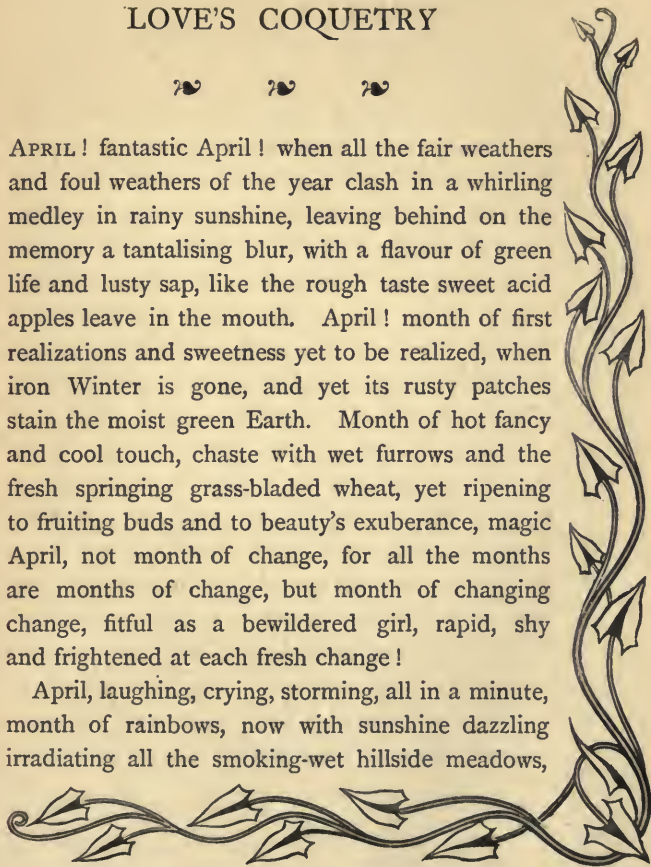 LOVE'S COQUETRY
APRIL! fantastic April! when all the fair weathers
and foul weathers of the year clash in a whirling
medley in rainy sunshine, leaving behind on the
memory a tantalising blur, with a flavour of green
life and lusty sap, like the rough taste sweet acid
apples leave in the mouth. April! month of first
realizations and sweetness yet to be realized, when
iron Winter is gone, and yet its rusty patches
stain the moist green Earth. Month of hot fancy
and cool touch, chaste with wet furrows and the
fresh springing grass-bladed wheat, yet ripening
to fruiting buds and to beauty's exuberance, magic
April, not month of change, for all the months
are months of change, but month of changing
change, fitful as a bewildered girl, rapid, shy
and frightened at each fresh change!
April, laughing, crying, storming, all in a minute,
month of rainbows, now with sunshine dazzling
irradiating all the smoking-wet hillside meadows,